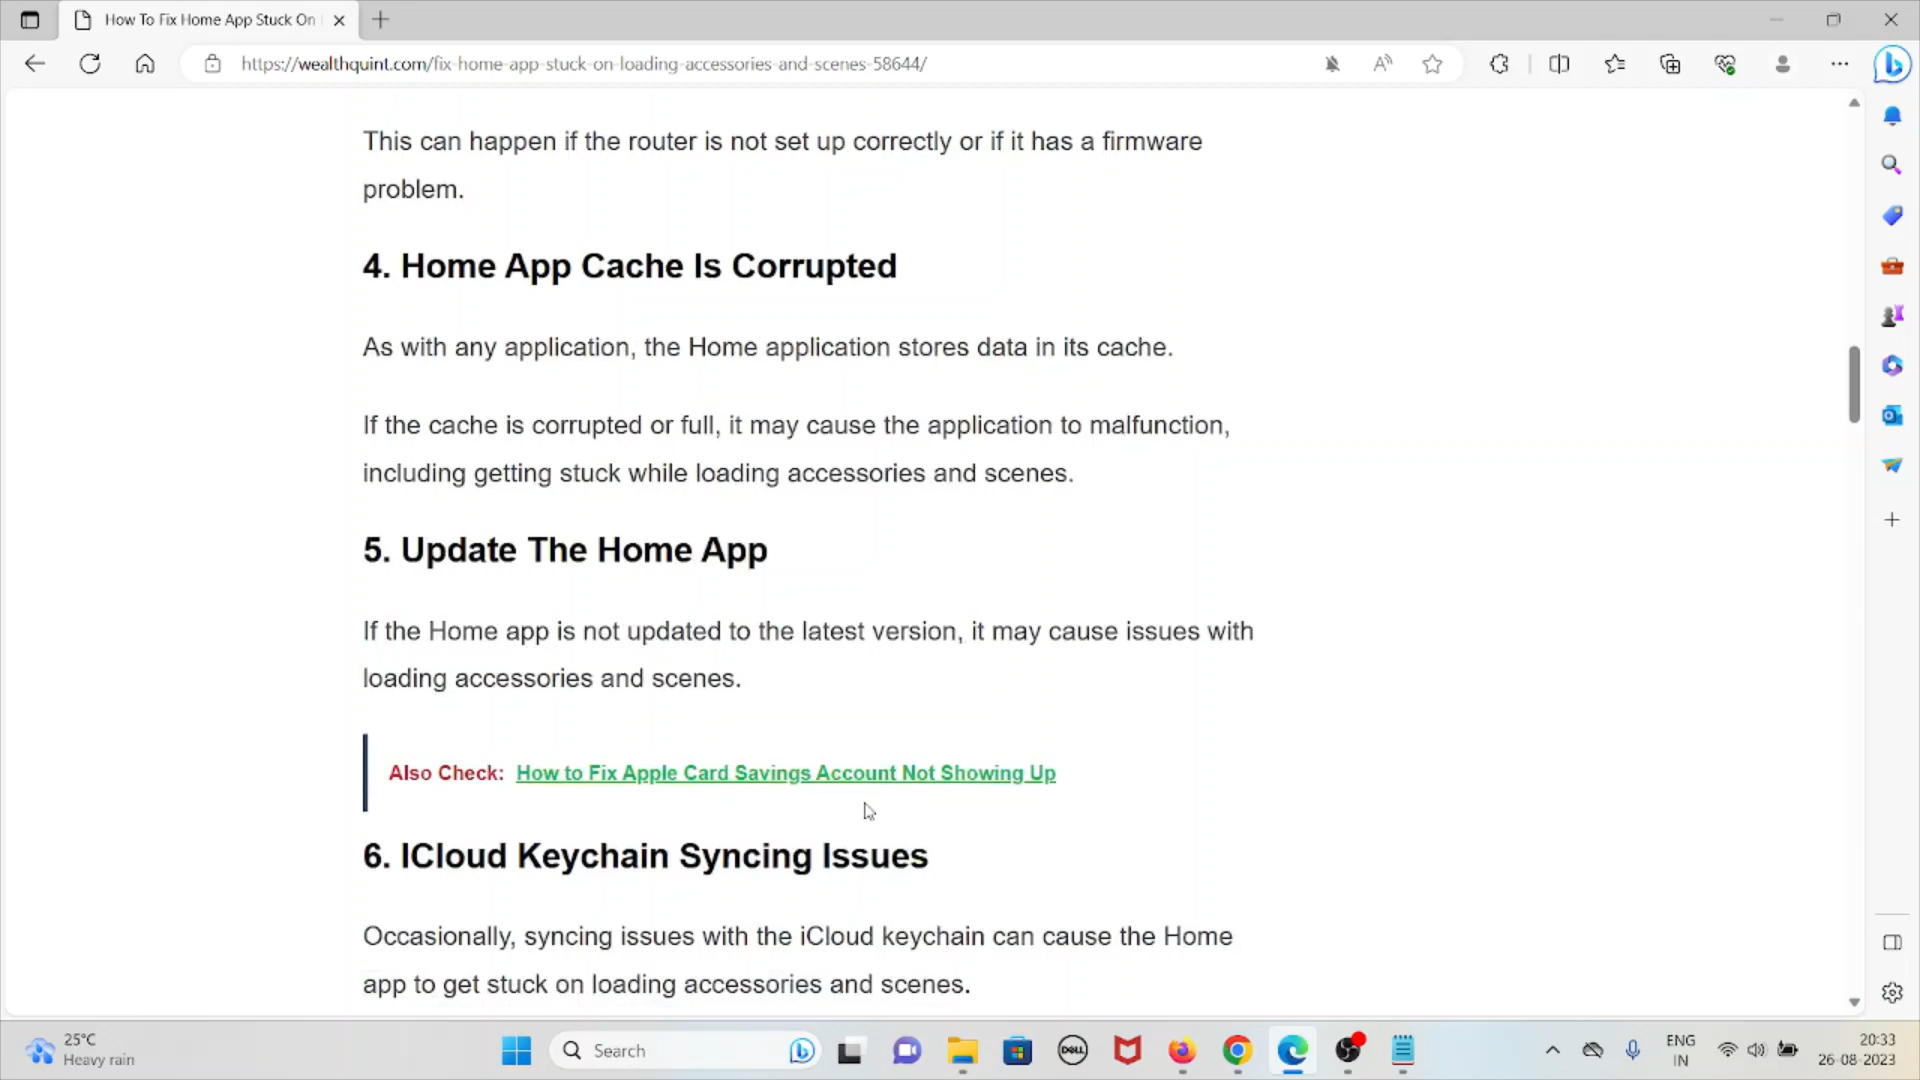 How To Fix Home App Stuck On
https://wealthquint.com/fix-home-app-stuck-on-loading-accessories-and-scenes-58644/
This can happen if the router is not set up correctly or if it has a firmware
problem.
4. Home App Cache Is Corrupted
As with any application, the Home application stores data in its cache.
If the cache is corrupted or full, it may cause the application to malfunction,
including getting stuck while loading accessories and scenes.
5. Update The Home App
If the Home app is not updated to the latest version, it may cause issues with
loading accessories and scenes.
Also Check: How to Fix Apple Card Savings Account Not Showing Up
6. ICloud Keychain Syncing Issues
Occasionally, syncing issues with the iCloud keychain can cause the Home
app to get stuck on loading accessories and scenes.
25°C
Heavy rain
Search
DELL
ENG
IN
20:33
26-08-2023